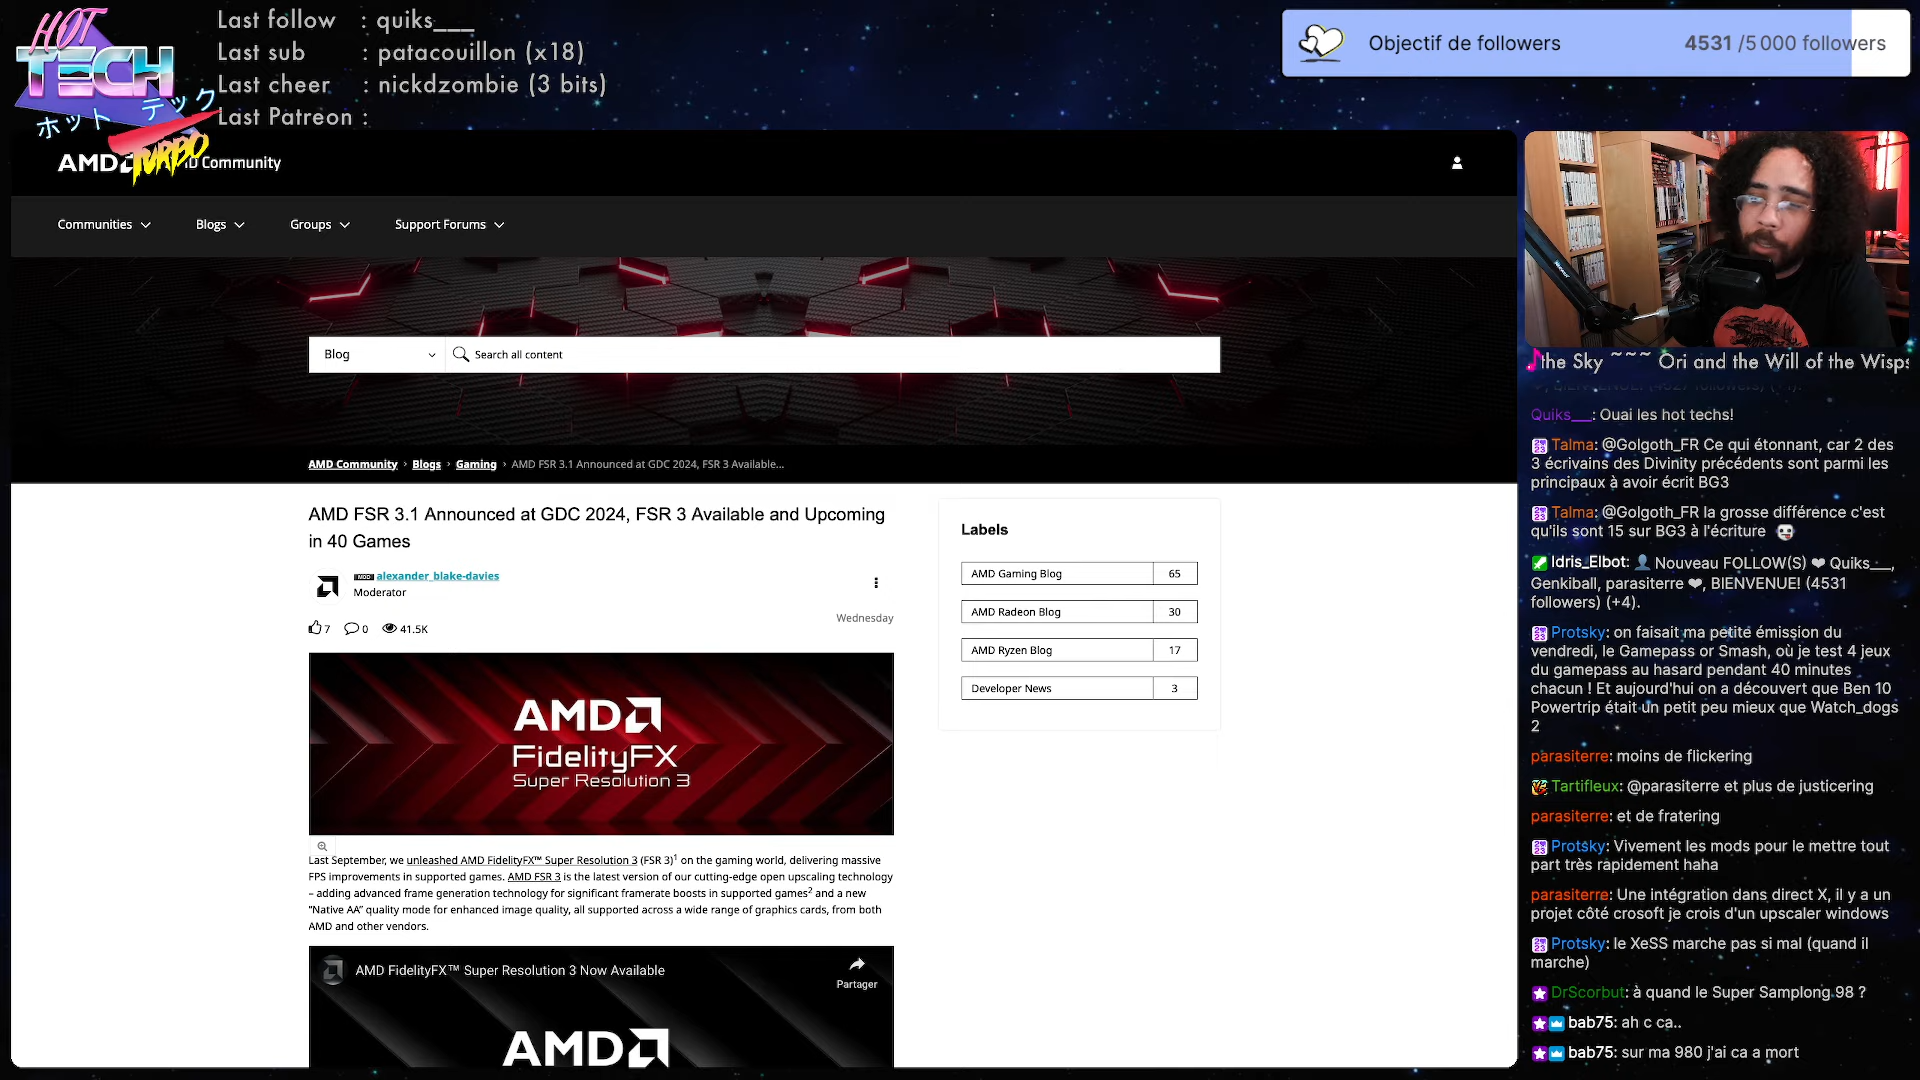 HOT
TECH
ホット テック
TURBO
Last follow : quiks___
Last sub : patacouillon (x18)
Last cheer : nickdzombie (3 bits)
Last Patreon :
Objectif de followers
4531 /5 000 followers
AMD
Community
Communities
Blogs
Groups
Support Forums
Blog
Search all content
AMD Community › Blogs › Gaming › AMD FSR 3.1 Announced at GDC 2024, FSR 3 Available...
AMD FSR 3.1 Announced at GDC 2024, FSR 3 Available and Upcoming
in 40 Games
alexander_blake-davies
Moderator
Wednesday
7 0 41.5K
AMD
FidelityFX
Super Resolution 3
Last September, we unleashed AMD FidelityFX™ Super Resolution 3 (FSR 3)¹ on the gaming world, delivering massive
FPS improvements in supported games. AMD FSR 3 is the latest version of our cutting-edge open upscaling technology
– adding advanced frame generation technology for significant framerate boosts in supported games² and a new
“Native AA” quality mode for enhanced image quality, all supported across a wide range of graphics cards, from both
AMD and other vendors.
AMD FidelityFX™ Super Resolution 3 Now Available
Partager
AMD
Labels
AMD Gaming Blog 65
AMD Radeon Blog 30
AMD Ryzen Blog 17
Developer News 3
the Sky ~~~ Ori and the Will of the Wisps
Quiks___: Ouai les hot techs!
Talma: @Golgoth_FR Ce qui étonnant, car 2 des
3 écrivains des Divinity précédents sont parmi les
principaux à avoir écrit BG3
Talma: @Golgoth_FR la grosse différence c'est
qu'ils sont 15 sur BG3 à l'écriture
Idris_Elbot: Nouveau FOLLOW(S) ❤ Quiks___,
Genkiball, parasiterre ❤, BIENVENUE! (4531
followers) (+4).
Protsky: on faisait ma petite émission du
vendredi, le Gamepass or Smash, où je test 4 jeux
du gamepass au hasard pendant 40 minutes
chacun ! Et aujourd'hui on a découvert que Ben 10
Powertrip était un petit peu mieux que Watch_dogs
2
parasiterre: moins de flickering
Tartifleux: @parasiterre et plus de justicering
parasiterre: et de fratering
Protsky: Vivement les mods pour le mettre tout
part très rapidement haha
parasiterre: Une intégration dans direct X, il y a un
projet côté crosoft je crois d'un upscaler windows
Protsky: le XeSS marche pas si mal (quand il
marche)
DrScorbut: à quand le Super Samplong 98 ?
bab75: ah c ca..
bab75: sur ma 980 j'ai ca a mort